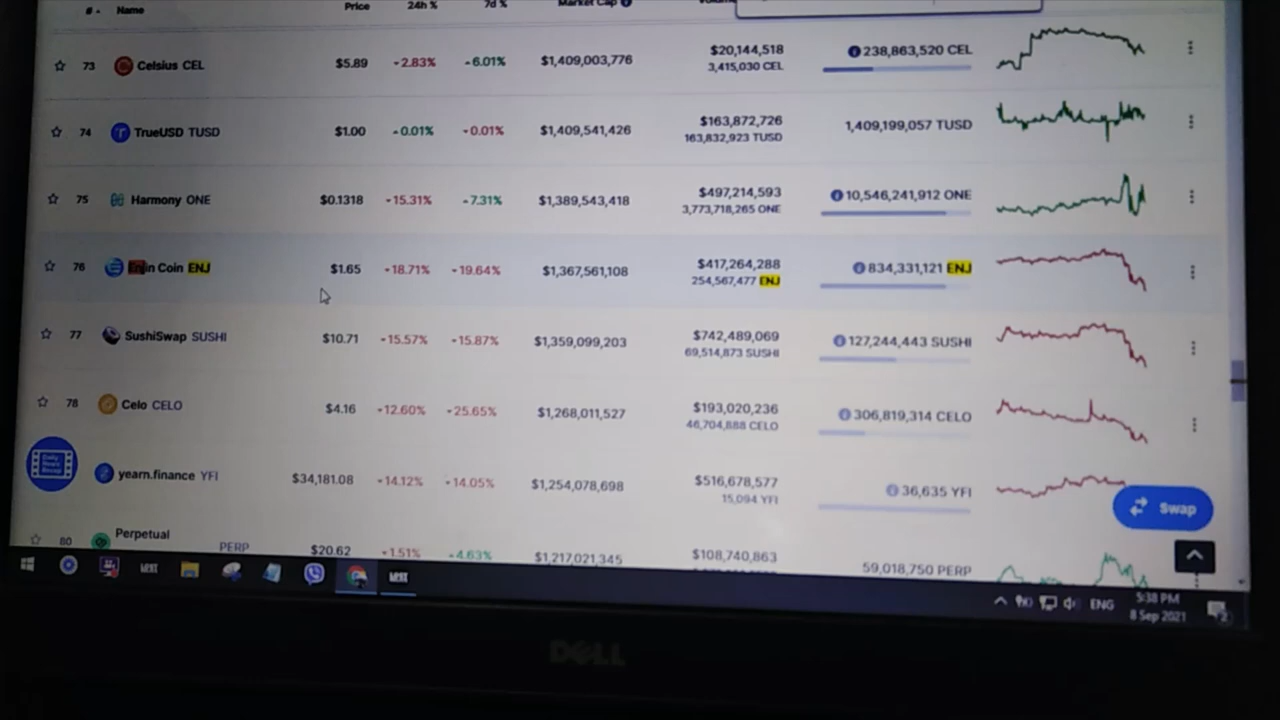 # Name Price 24h % 7d % Market Cap
73 Celsius CEL $5.89 2.83% 6.01% $1,409,003,776 $20,144,518 238,863,520 CEL
3,415,030 CEL
74 TrueUSD TUSD $1.00 0.01% 0.01% $1,409,541,426 $163,872,726 1,409,199,057 TUSD
163,832,923 TUSD
75 Harmony ONE $0.1318 15.31% 7.31% $1,389,543,418 $497,214,593 10,546,241,912 ONE
3,773,718,265 ONE
76 Enjin Coin ENJ $1.65 18.71% 19.64% $1,367,561,108 $417,264,288 834,331,121 ENJ
254,567,477 ENJ
77 SushiSwap SUSHI $10.71 15.57% 15.87% $1,359,099,203 $742,489,069 127,244,443 SUSHI
69,514,873 SUSHI
78 Celo CELO $4.16 12.60% 25.65% $1,268,011,527 $193,020,236 306,819,314 CELO
46,704,888 CELO
Daily News Recap
yearn.finance YFI $34,181.08 14.12% 14.05% $1,254,078,698 $516,678,577 36,635 YFI
15,094 YFI
Swap
80 Perpetual PERP $20.62 1.51% 4.63% $1,217,021,345 $108,740,863 59,018,750 PERP
ENG 5:38 PM
8 Sep 2021
DELL